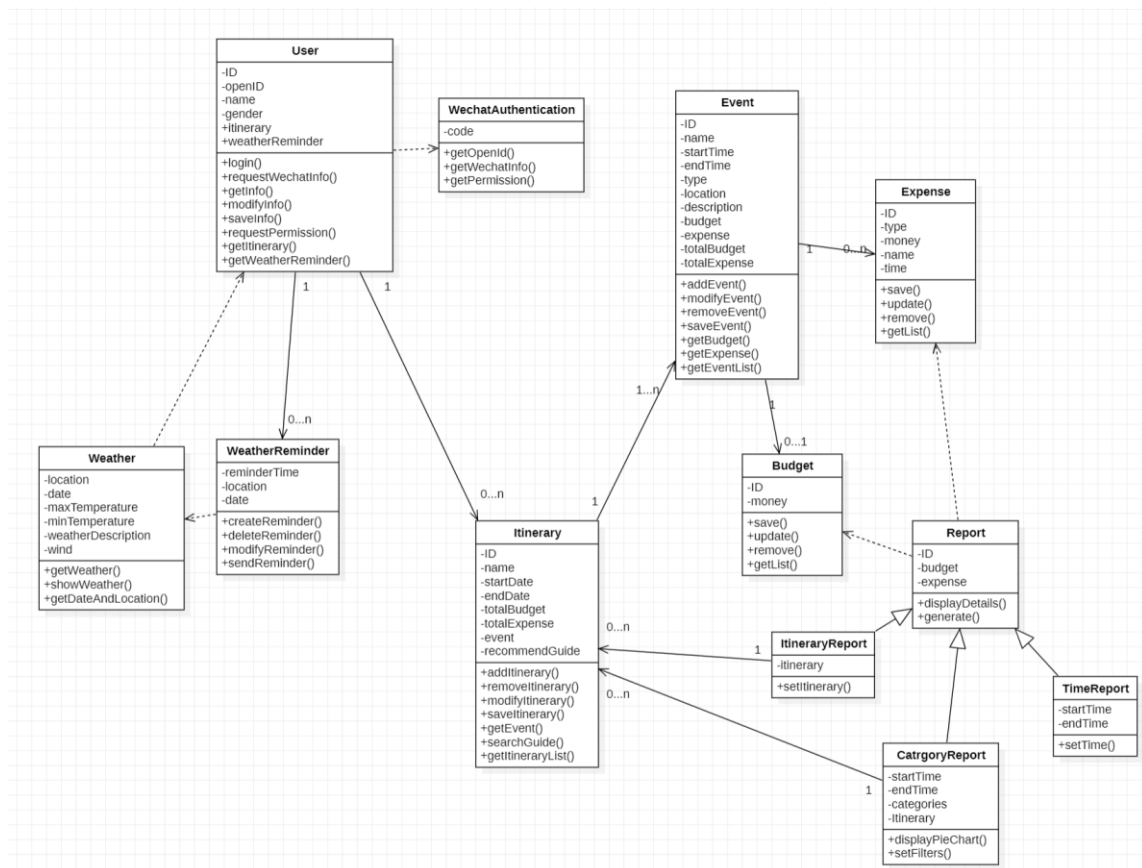 User
-ID
-openID
-name
-gender
+itinerary
+weatherReminder
+login()
+requestWechatInfo()
+getInfo()
+modifyInfo()
+saveInfo()
+requestPermission()
+getItinerary()
+getWeatherReminder()
WechatAuthentication
-code
+getOpenId()
+getWechatInfo()
+getPermission()
Event
-ID
-name
-startTime
-endTime
-type
-location
-description
-budget
-expense
-totalBudget
-totalExpense
+addEvent()
+modifyEvent()
+removeEvent()
+saveEvent()
+getBudget()
+getExpense()
+getEventList()
Expense
-ID
-type
-money
-name
-time
+save()
+update()
+remove()
+getList()
1
0...n
1
1
1...n
1
0...n
0...1
Weather
-location
-date
-maxTemperature
-minTemperature
-weatherDescription
-wind
+getWeather()
+showWeather()
+getDateAndLocation()
WeatherReminder
-reminderTime
-location
-date
+createReminder()
+deleteReminder()
+modifyReminder()
+sendReminder()
0...n
1
Itinerary
-ID
-name
-startDate
-endDate
-totalBudget
-totalExpense
-event
-recommendGuide
+addItinerary()
+removeItinerary()
+modifyItinerary()
+saveItinerary()
+getEvent()
+searchGuide()
+getItineraryList()
Budget
-ID
-money
+save()
+update()
+remove()
+getList()
Report
-ID
-budget
-expense
+displayDetails()
+generate()
0...n
1
ItineraryReport
-itinerary
+setItinerary()
0...n
TimeReport
-startTime
-endTime
+setTime()
1
CatrgoryReport
-startTime
-endTime
-categories
-Itinerary
+displayPieChart()
+setFilters()